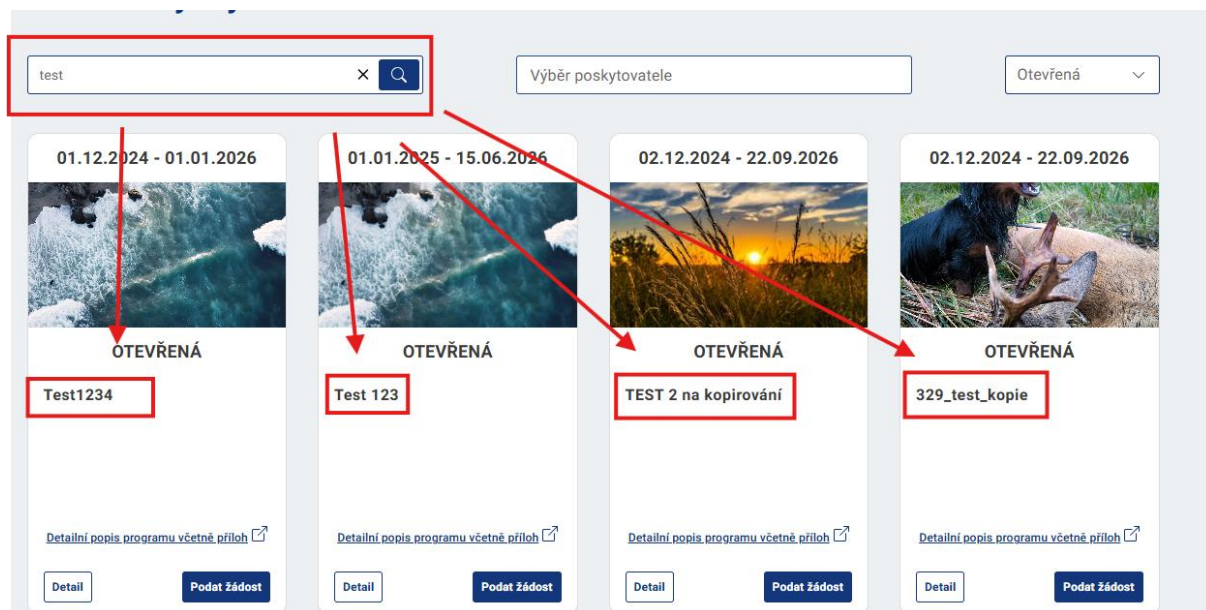 test
Výběr poskytovatele
Otevřená
01.12.2024 - 01.01.2026
01.01.2025 - 15.06.2026
02.12.2024 - 22.09.2026
02.12.2024 - 22.09.2026
OTEVŘENÁ
OTEVŘENÁ
OTEVŘENÁ
OTEVŘENÁ
Test1234
Test 123
TEST 2 na kopirování
329_test_kopie
Detailní popis programu včetně příloh
Detailní popis programu včetně příloh
Detailní popis programu včetně příloh
Detailní popis programu včetně příloh
Detail
Podat žádost
Detail
Podat žádost
Detail
Podat žádost
Detail
Podat žádost